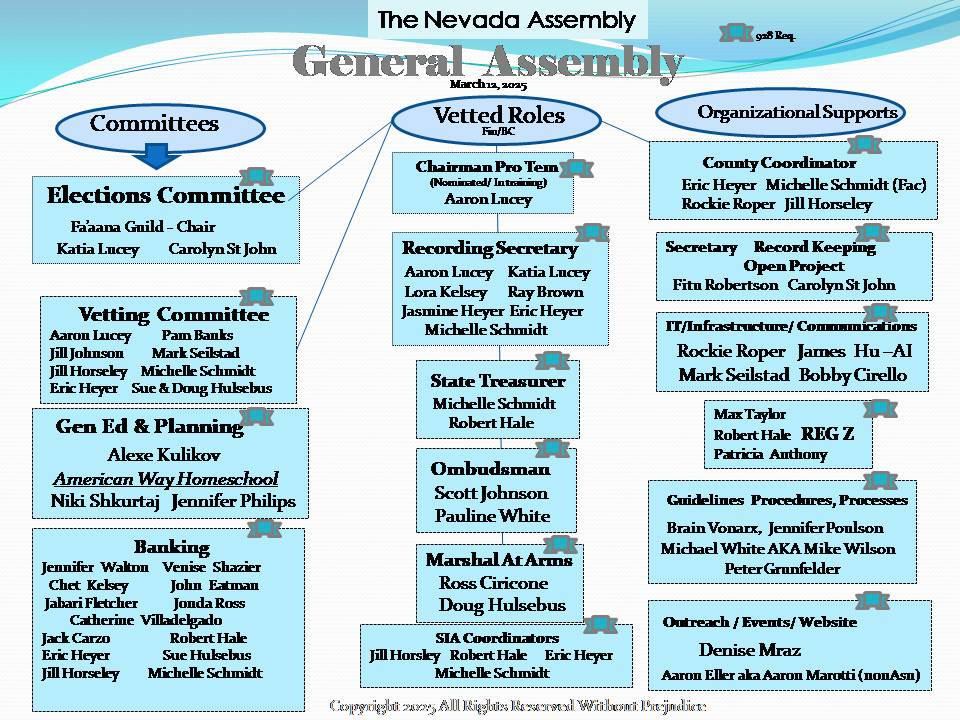 The Nevada Assembly
928 Req.
General Assembly
March 12, 2025
Committees
Elections Committee
Fa'aana Guild – Chair
Katia Lucey Carolyn St John
Vetting Committee
Aaron Lucey Pam Banks
Jill Johnson Mark Seilstad
Jill Horseley Michelle Schmidt
Eric Heyer Sue & Doug Hulsebus
Gen Ed & Planning
Alexe Kulikov
American Way Homeschool
Niki Shkurtaj Jennifer Philips
Banking
Jennifer Walton Venise Shazier
Chet Kelsey John Eatman
Jabari Fletcher Jonda Ross
Catherine Villadelgado
Jack Carzo Robert Hale
Eric Heyer Sue Hulsebus
Jill Horseley Michelle Schmidt
Vetted Roles
Fin/BC
Chairman Pro Tem
(Nominated/ In training)
Aaron Lucey
Recording Secretary
Aaron Lucey Katia Lucey
Lora Kelsey Ray Brown
Jasmine Heyer Eric Heyer
Michelle Schmidt
State Treasurer
Michelle Schmidt
Robert Hale
Ombudsman
Scott Johnson
Pauline White
Marshal At Arms
Ross Ciricone
Doug Hulsebus
SIA Coordinators
Jill Horsley Robert Hale Eric Heyer
Michelle Schmidt
Organizational Supports
County Coordinator
Eric Heyer Michelle Schmidt (Fac)
Rockie Roper Jill Horseley
Secretary Record Keeping
Open Project
Fitu Robertson Carolyn St John
IT/Infrastructure/ Communications
Rockie Roper James Hu –AI
Mark Seilstad Bobby Cirello
Max Taylor
Robert Hale REG Z
Patricia Anthony
Guidelines Procedures, Processes
Brain Vonarx, Jennifer Poulson
Michael White AKA Mike Wilson
Peter Grunfelder
Outreach / Events/ Website
Denise Mraz
Aaron Eller aka Aaron Marotti (nonAsn)
Copyright 2025 All Rights Reserved Without Prejudice